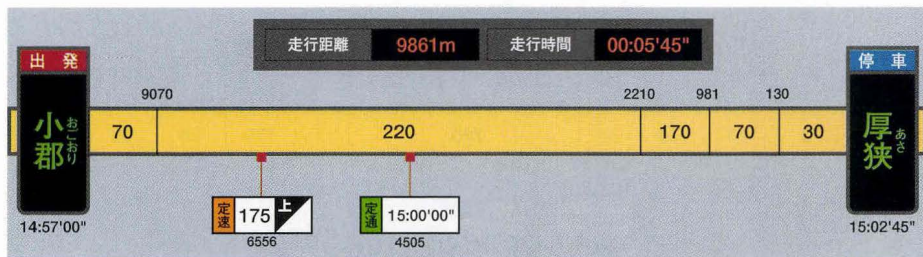 走行距離 9861m 走行時間 00:05'45"
出発
停車
9070 2210 981 130
小郡 おごおり
70 220 170 70 30
厚狭 あさ
定速 175 上
定通 15:00'00"
14:57'00" 6556 4505 15:02'45"